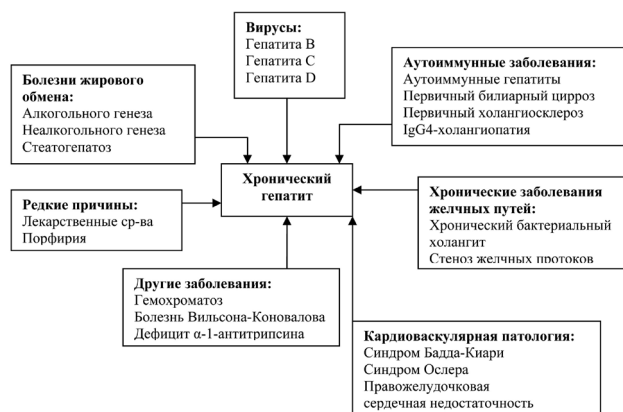 Вирусы:
Гепатита В
Гепатита С
Гепатита D
Болезни жирового
обмена:
Алкогольного генеза
Неалкогольного генеза
Стеатогепатоз
Аутоиммунные заболевания:
Аутоиммунные гепатиты
Первичный билиарный цирроз
Первичный холангиосклероз
IgG4-холангиопатия
Хронический
гепатит
Редкие причины:
Лекарственные ср-ва
Порфирия
Хронические заболевания
желчных путей:
Хронический бактериальный
холангит
Стеноз желчных протоков
Другие заболевания:
Гемохроматоз
Болезнь Вильсона-Коновалова
Дефицит α-1-антитрипсина
Кардиоваскулярная патология:
Синдром Бадда-Киари
Синдром Ослера
Правожелудочковая
сердечная недостаточность